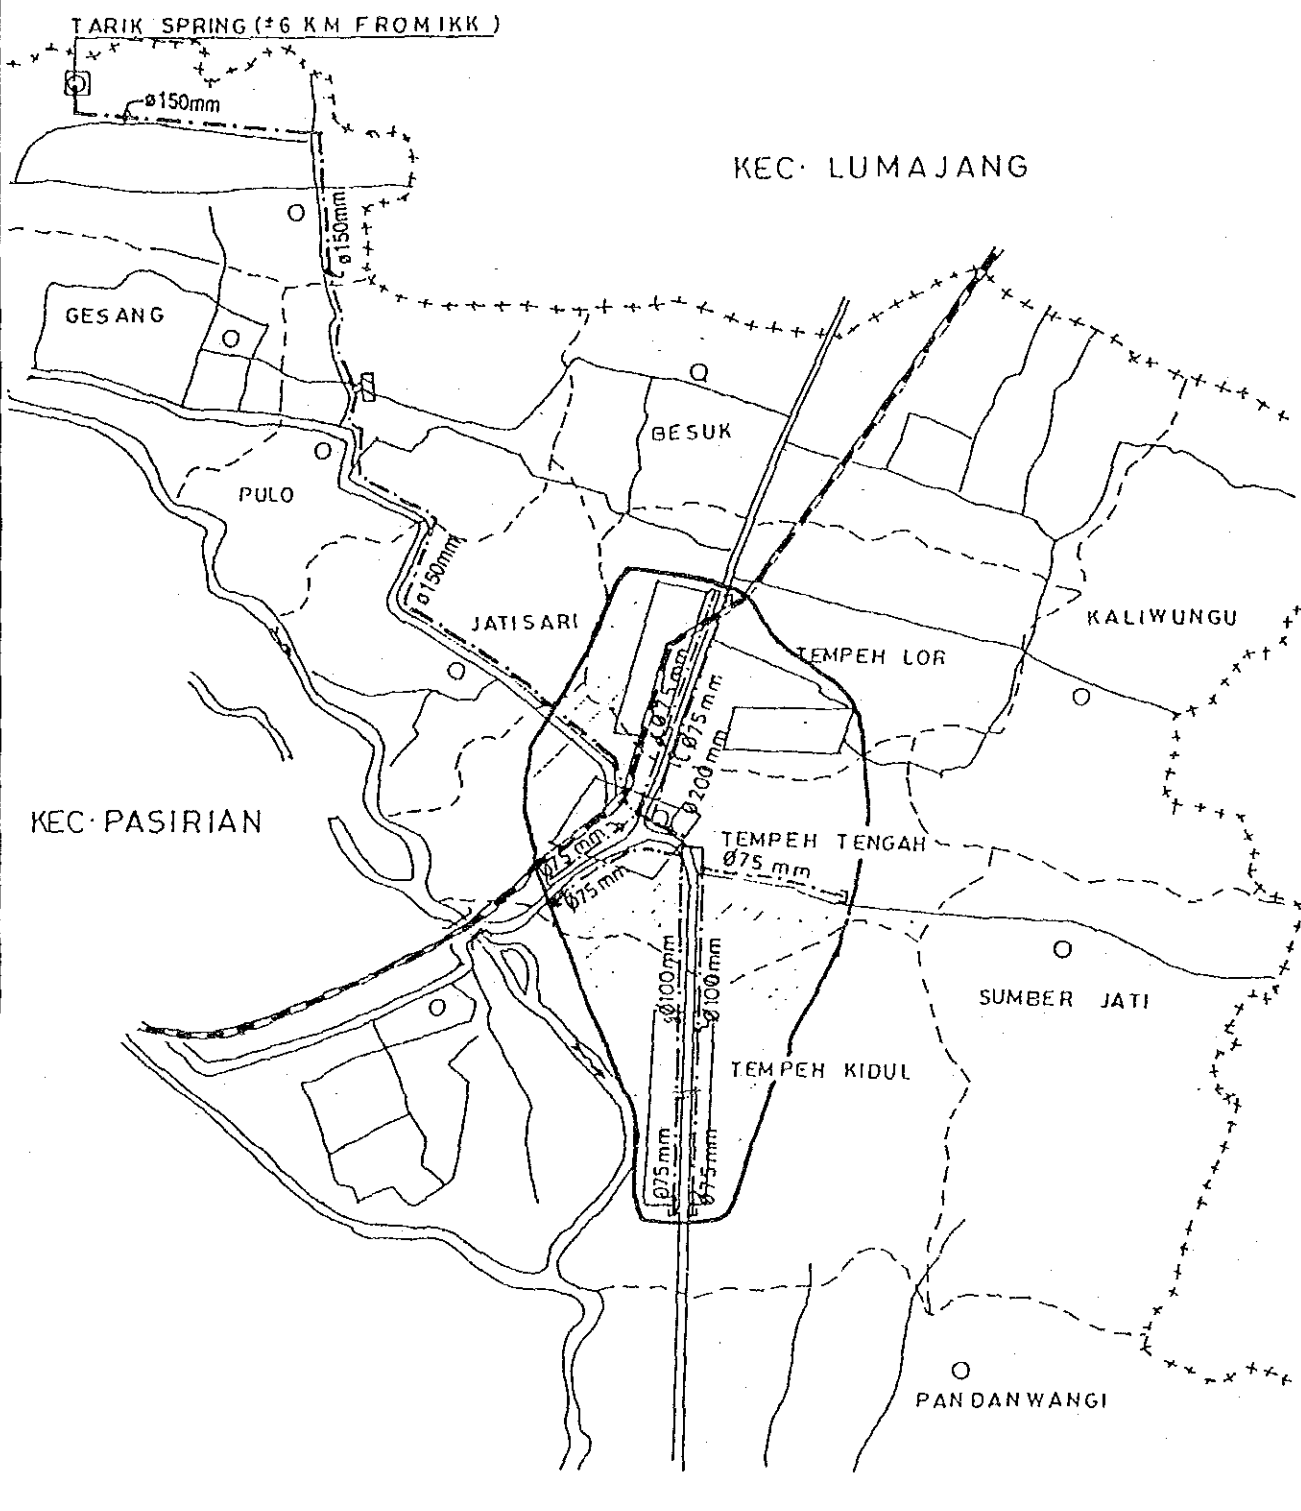 TARIK SPRING (±6 KM FROM IKK)
ø150mm
KEC. LUMAJANG
ø150mm
GESANG
BESUK
PULO
ø150mm
JATISARI
KALIWUNGU
TEMPEH LOR
Ø75mm
Ø75mm
Ø200mm
KEC. PASIRIAN
TEMPEH TENGAH
Ø75 mm
Ø75 mm
Ø75 mm
Ø100mm
Ø100mm
SUMBER JATI
TEMPEH KIDUL
Ø75mm
Ø75mm
PANDANWANGI